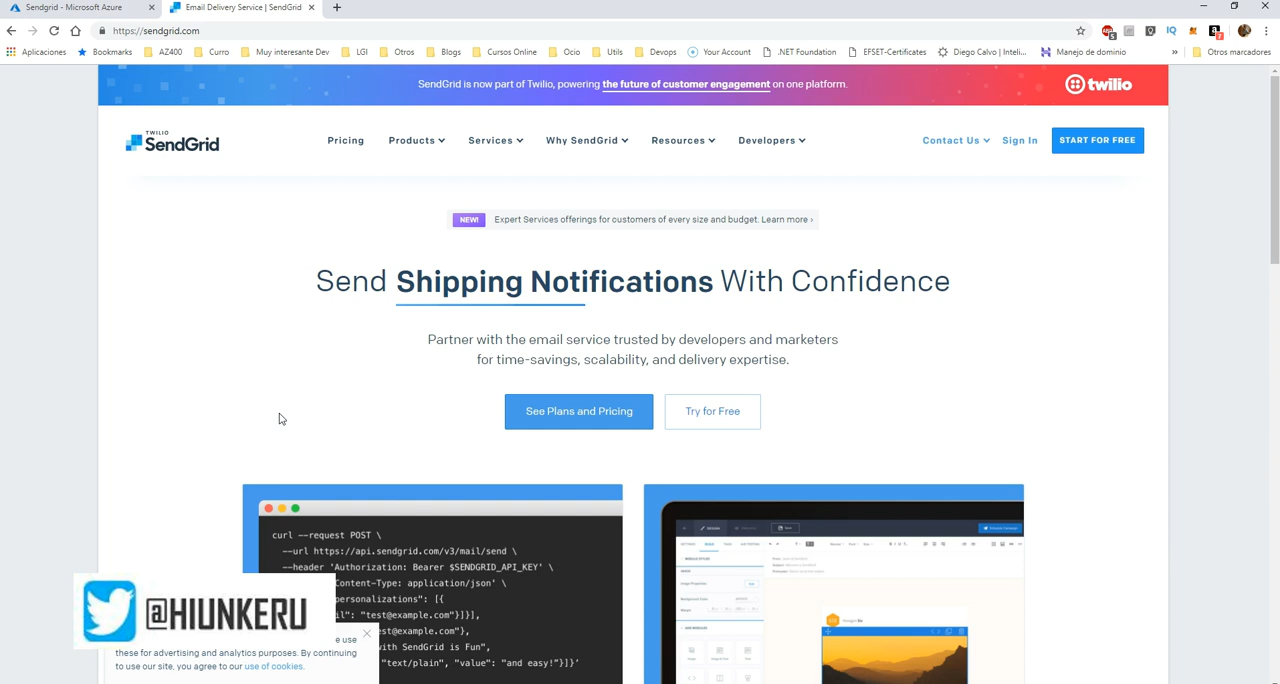 Sendgrid - Microsoft Azure
Email Delivery Service | SendGrid
https://sendgrid.com
Aplicaciones
Bookmarks
AZ400
Curro
Muy interesante Dev
LGI
Otros
Blogs
Cursos Online
Ocio
Utils
Devops
Your Account
.NET Foundation
EFSET-Certificates
Diego Calvo | Inteli...
Manejo de dominio
»
Otros marcadores
SendGrid is now part of Twilio, powering the future of customer engagement on one platform.
twilio
TWILIO
SendGrid
Pricing
Products
Services
Why SendGrid
Resources
Developers
Contact Us
Sign In
START FOR FREE
NEW!
Expert Services offerings for customers of every size and budget. Learn more ›
Send Shipping Notifications With Confidence
Partner with the email service trusted by developers and marketers
for time-savings, scalability, and delivery expertise.
See Plans and Pricing
Try for Free
curl --request POST \
--url https://api.sendgrid.com/v3/mail/send \
--header 'Authorization: Bearer $SENDGRID_API_KEY' \
Content-Type: application/json' \
ersonalizations": [{
il": "test@example.com"}]}],
test@example.com"},
with SendGrid is Fun",
"text/plain", "value": "and easy!"}]}'
@HIUNKERU
e use
these for advertising and analytics purposes. By continuing
to use our site, you agree to our use of cookies.